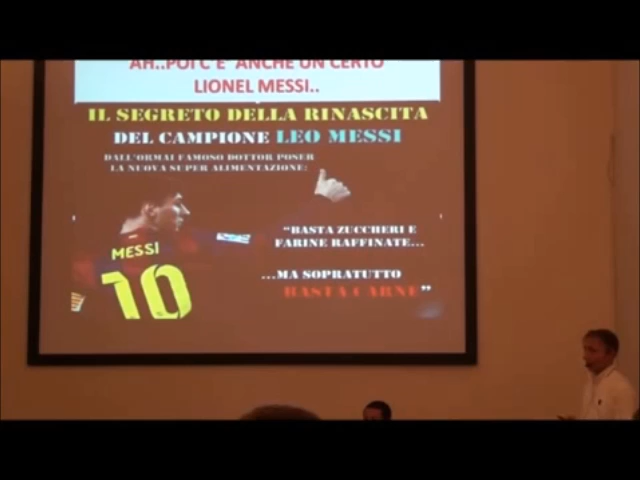 AH..POI C'E' ANCHE UN CERTO
LIONEL MESSI..
IL SEGRETO DELLA RINASCITA
DEL CAMPIONE LEO MESSI
DALL'ORMAI FAMOSO DOTTOR POSER
LA NUOVA SUPER ALIMENTAZIONE:
"BASTA ZUCCHERI E
FARINE RAFFINATE...
...MA SOPRATUTTO
BASTA CARNE"
MESSI
10